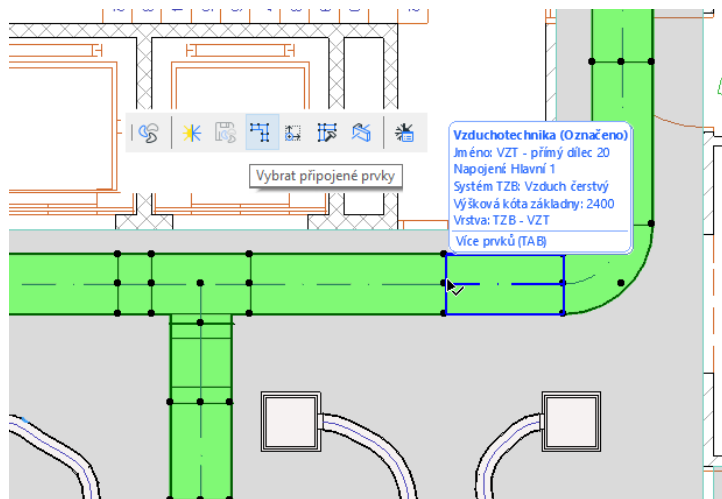 Vybrat připojené prvky
Vzduchotechnika (Označeno)
Jméno: VZT - přímý dílec 20
Napojení Hlavní 1
Systém TZB: Vzduch čerstvý
Výšková kóta základny: 2400
Vrstva: TZB - VZT
Více prvků (TAB)